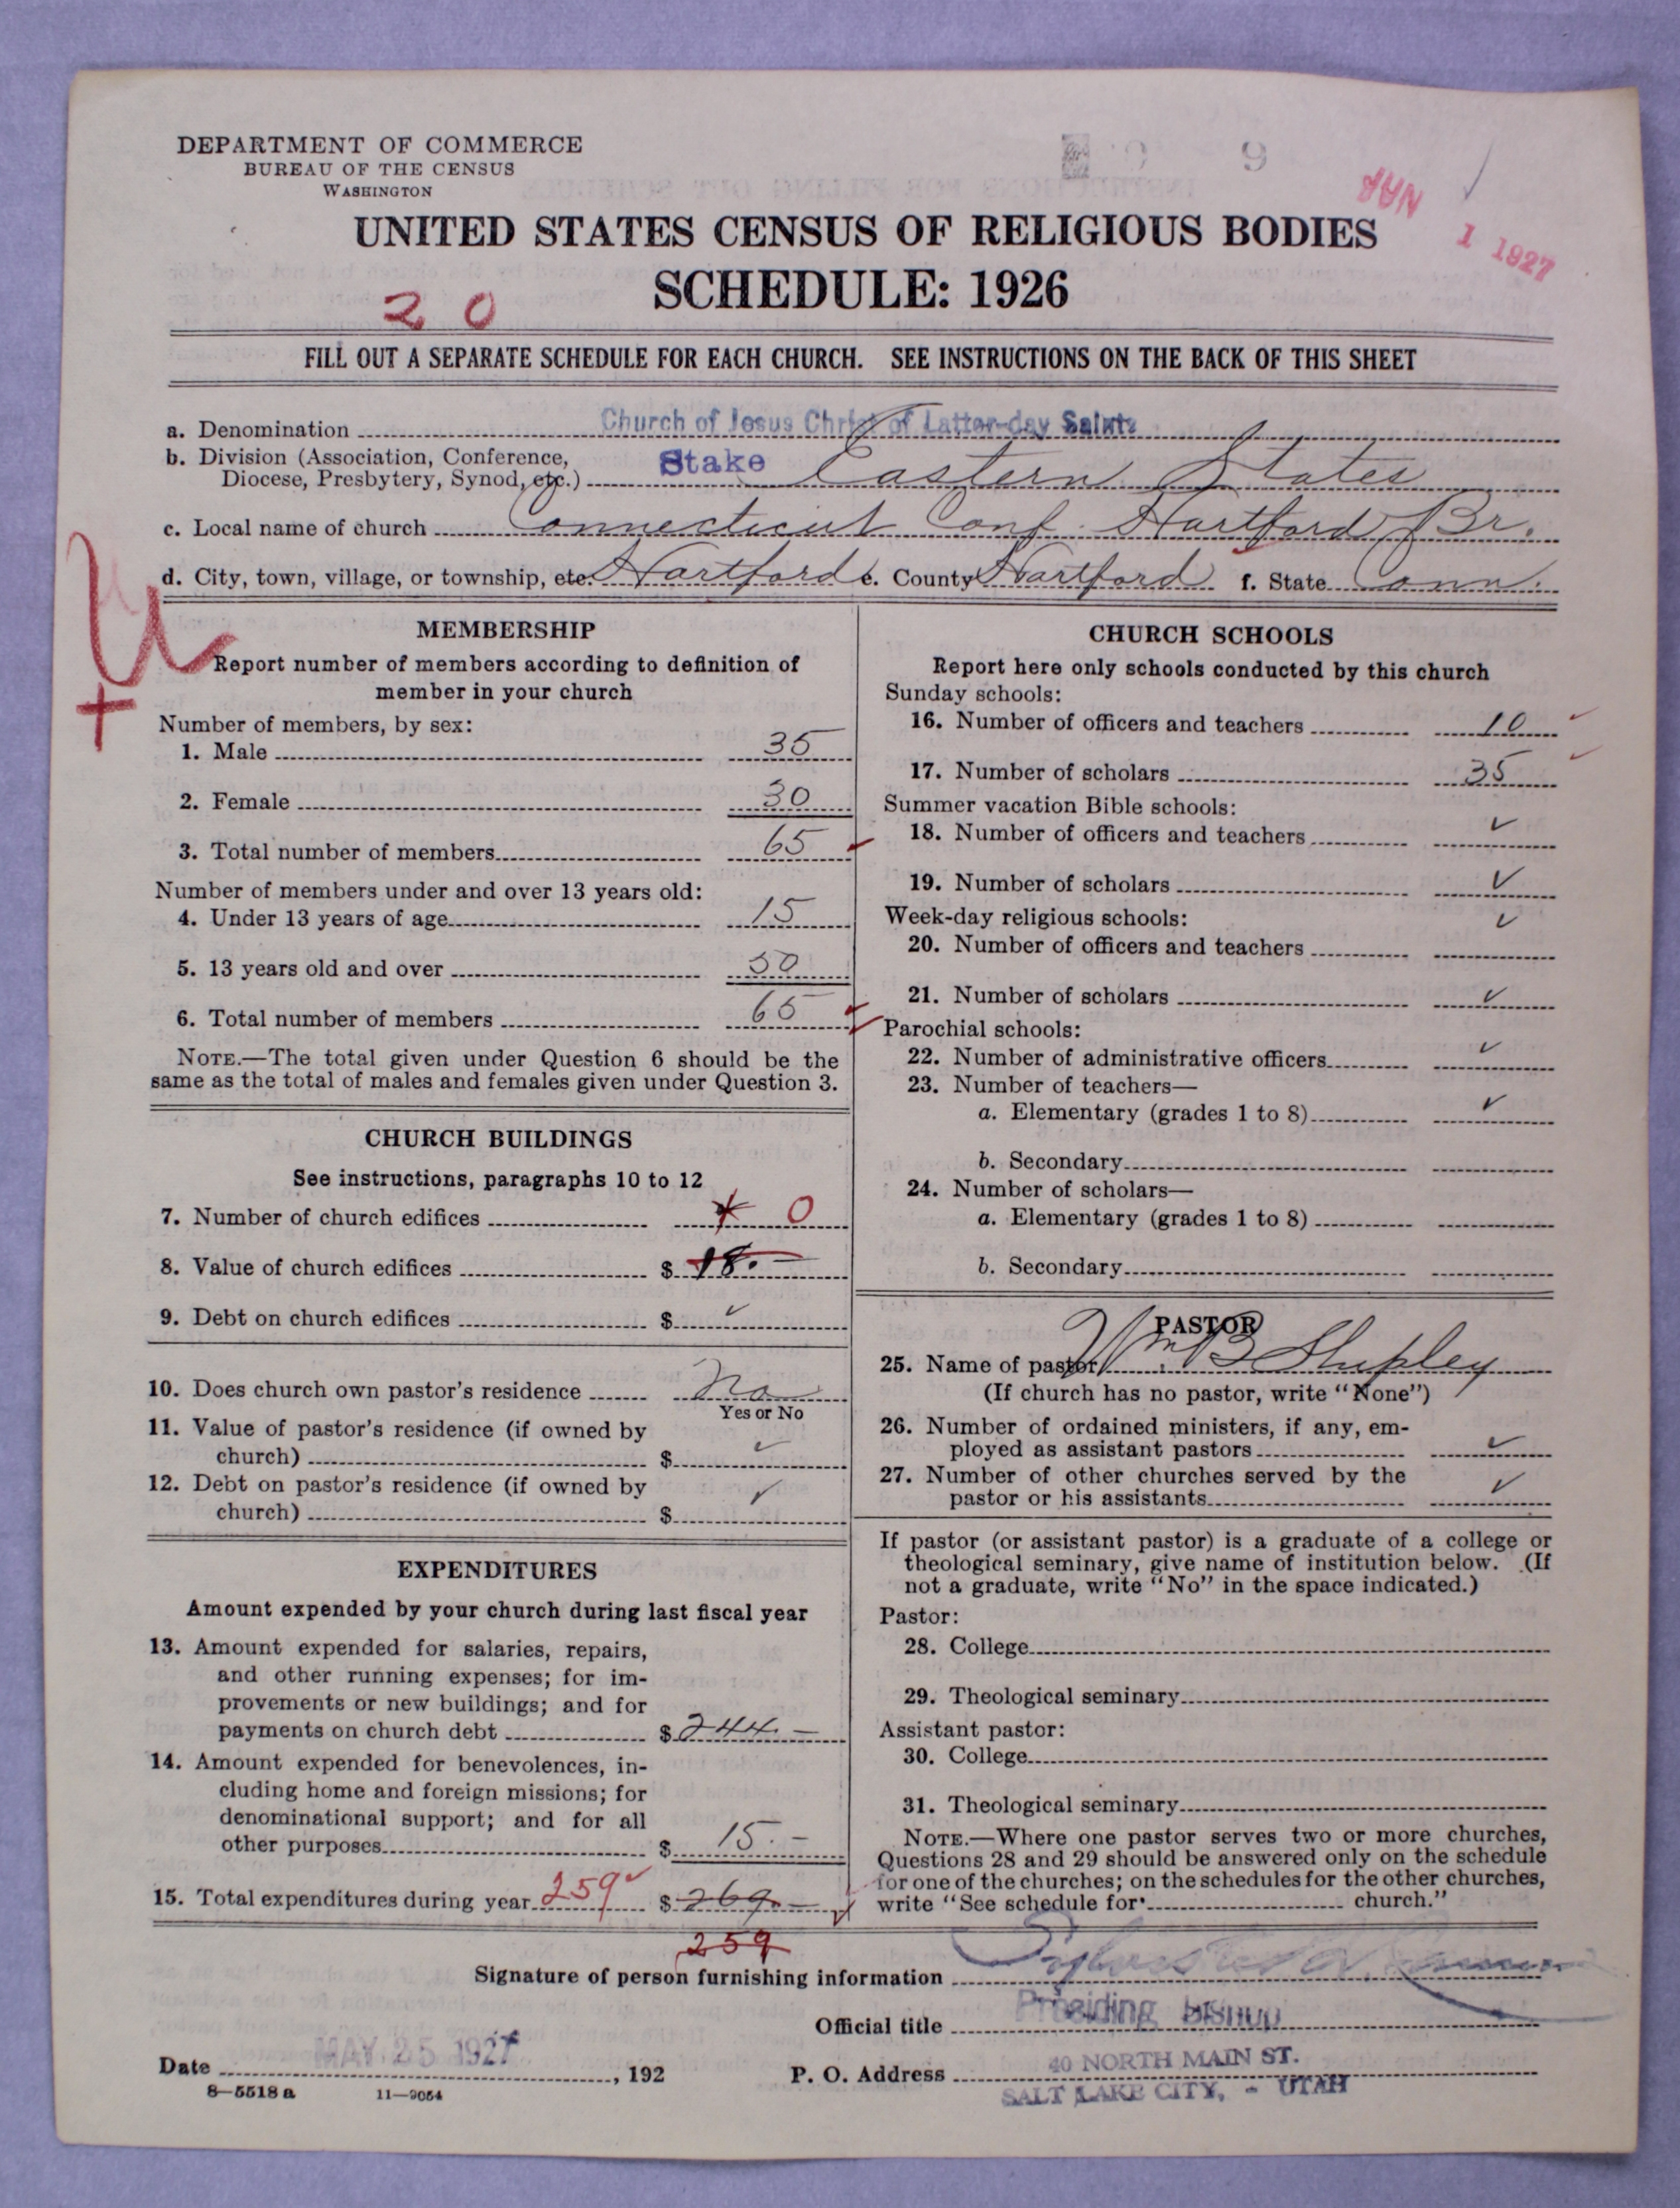 DEPARTMENT OF COMMERCE
BUREAU OF THE CENSUS
WASHINGTON
9
JUN 1 1927
UNITED STATES CENSUS OF RELIGIOUS BODIES
SCHEDULE: 1926
20
FILL OUT A SEPARATE SCHEDULE FOR EACH CHURCH. SEE INSTRUCTIONS ON THE BACK OF THIS SHEET
a. Denomination Church of Jesus Christ of Latter-day Saints
b. Division (Association, Conference,
Diocese, Presbytery, Synod, etc.) Stake Eastern States
c. Local name of church Connecticut Conf. Hartford Br.
d. City, town, village, or township, etc. Hartford e. County Hartford f. State Conn.
MEMBERSHIP
Report number of members according to definition of
member in your church
Number of members, by sex:
1. Male 35
2. Female 30
3. Total number of members 65
Number of members under and over 13 years old:
4. Under 13 years of age 15
5. 13 years old and over 50
6. Total number of members 65
NOTE.—The total given under Question 6 should be the
same as the total of males and females given under Question 3.
CHURCH BUILDINGS
See instructions, paragraphs 10 to 12
7. Number of church edifices 0
8. Value of church edifices $ 18.—
9. Debt on church edifices $ ✓
10. Does church own pastor's residence No
Yes or No
11. Value of pastor's residence (if owned by
church) $ ✓
12. Debt on pastor's residence (if owned by
church) $ ✓
EXPENDITURES
Amount expended by your church during last fiscal year
13. Amount expended for salaries, repairs,
and other running expenses; for im-
provements or new buildings; and for
payments on church debt $ 244.—
14. Amount expended for benevolences, in-
cluding home and foreign missions; for
denominational support; and for all
other purposes $ 15.—
15. Total expenditures during year 259 $ 269.—
259
CHURCH SCHOOLS
Report here only schools conducted by this church
Sunday schools:
16. Number of officers and teachers 10
17. Number of scholars 35
Summer vacation Bible schools:
18. Number of officers and teachers ✓
19. Number of scholars ✓
Week-day religious schools: ✓
20. Number of officers and teachers
21. Number of scholars ✓
Parochial schools:
22. Number of administrative officers ✓
23. Number of teachers—
a. Elementary (grades 1 to 8) ✓
b. Secondary
24. Number of scholars—
a. Elementary (grades 1 to 8)
b. Secondary
PASTOR
25. Name of pastor Wm. B Shipley
(If church has no pastor, write "None")
26. Number of ordained ministers, if any, em-
ployed as assistant pastors ✓
27. Number of other churches served by the
pastor or his assistants ✓
If pastor (or assistant pastor) is a graduate of a college or
theological seminary, give name of institution below. (If
not a graduate, write "No" in the space indicated.)
Pastor:
28. College
29. Theological seminary
Assistant pastor:
30. College
31. Theological seminary
NOTE.—Where one pastor serves two or more churches,
Questions 28 and 29 should be answered only on the schedule
for one of the churches; on the schedules for the other churches,
write "See schedule for church."
Signature of person furnishing information
Official title Presiding Bishop
Date MAY 25 1927, 192
P. O. Address 40 NORTH MAIN ST.
SALT LAKE CITY, - UTAH
8—5518 a 11—9054